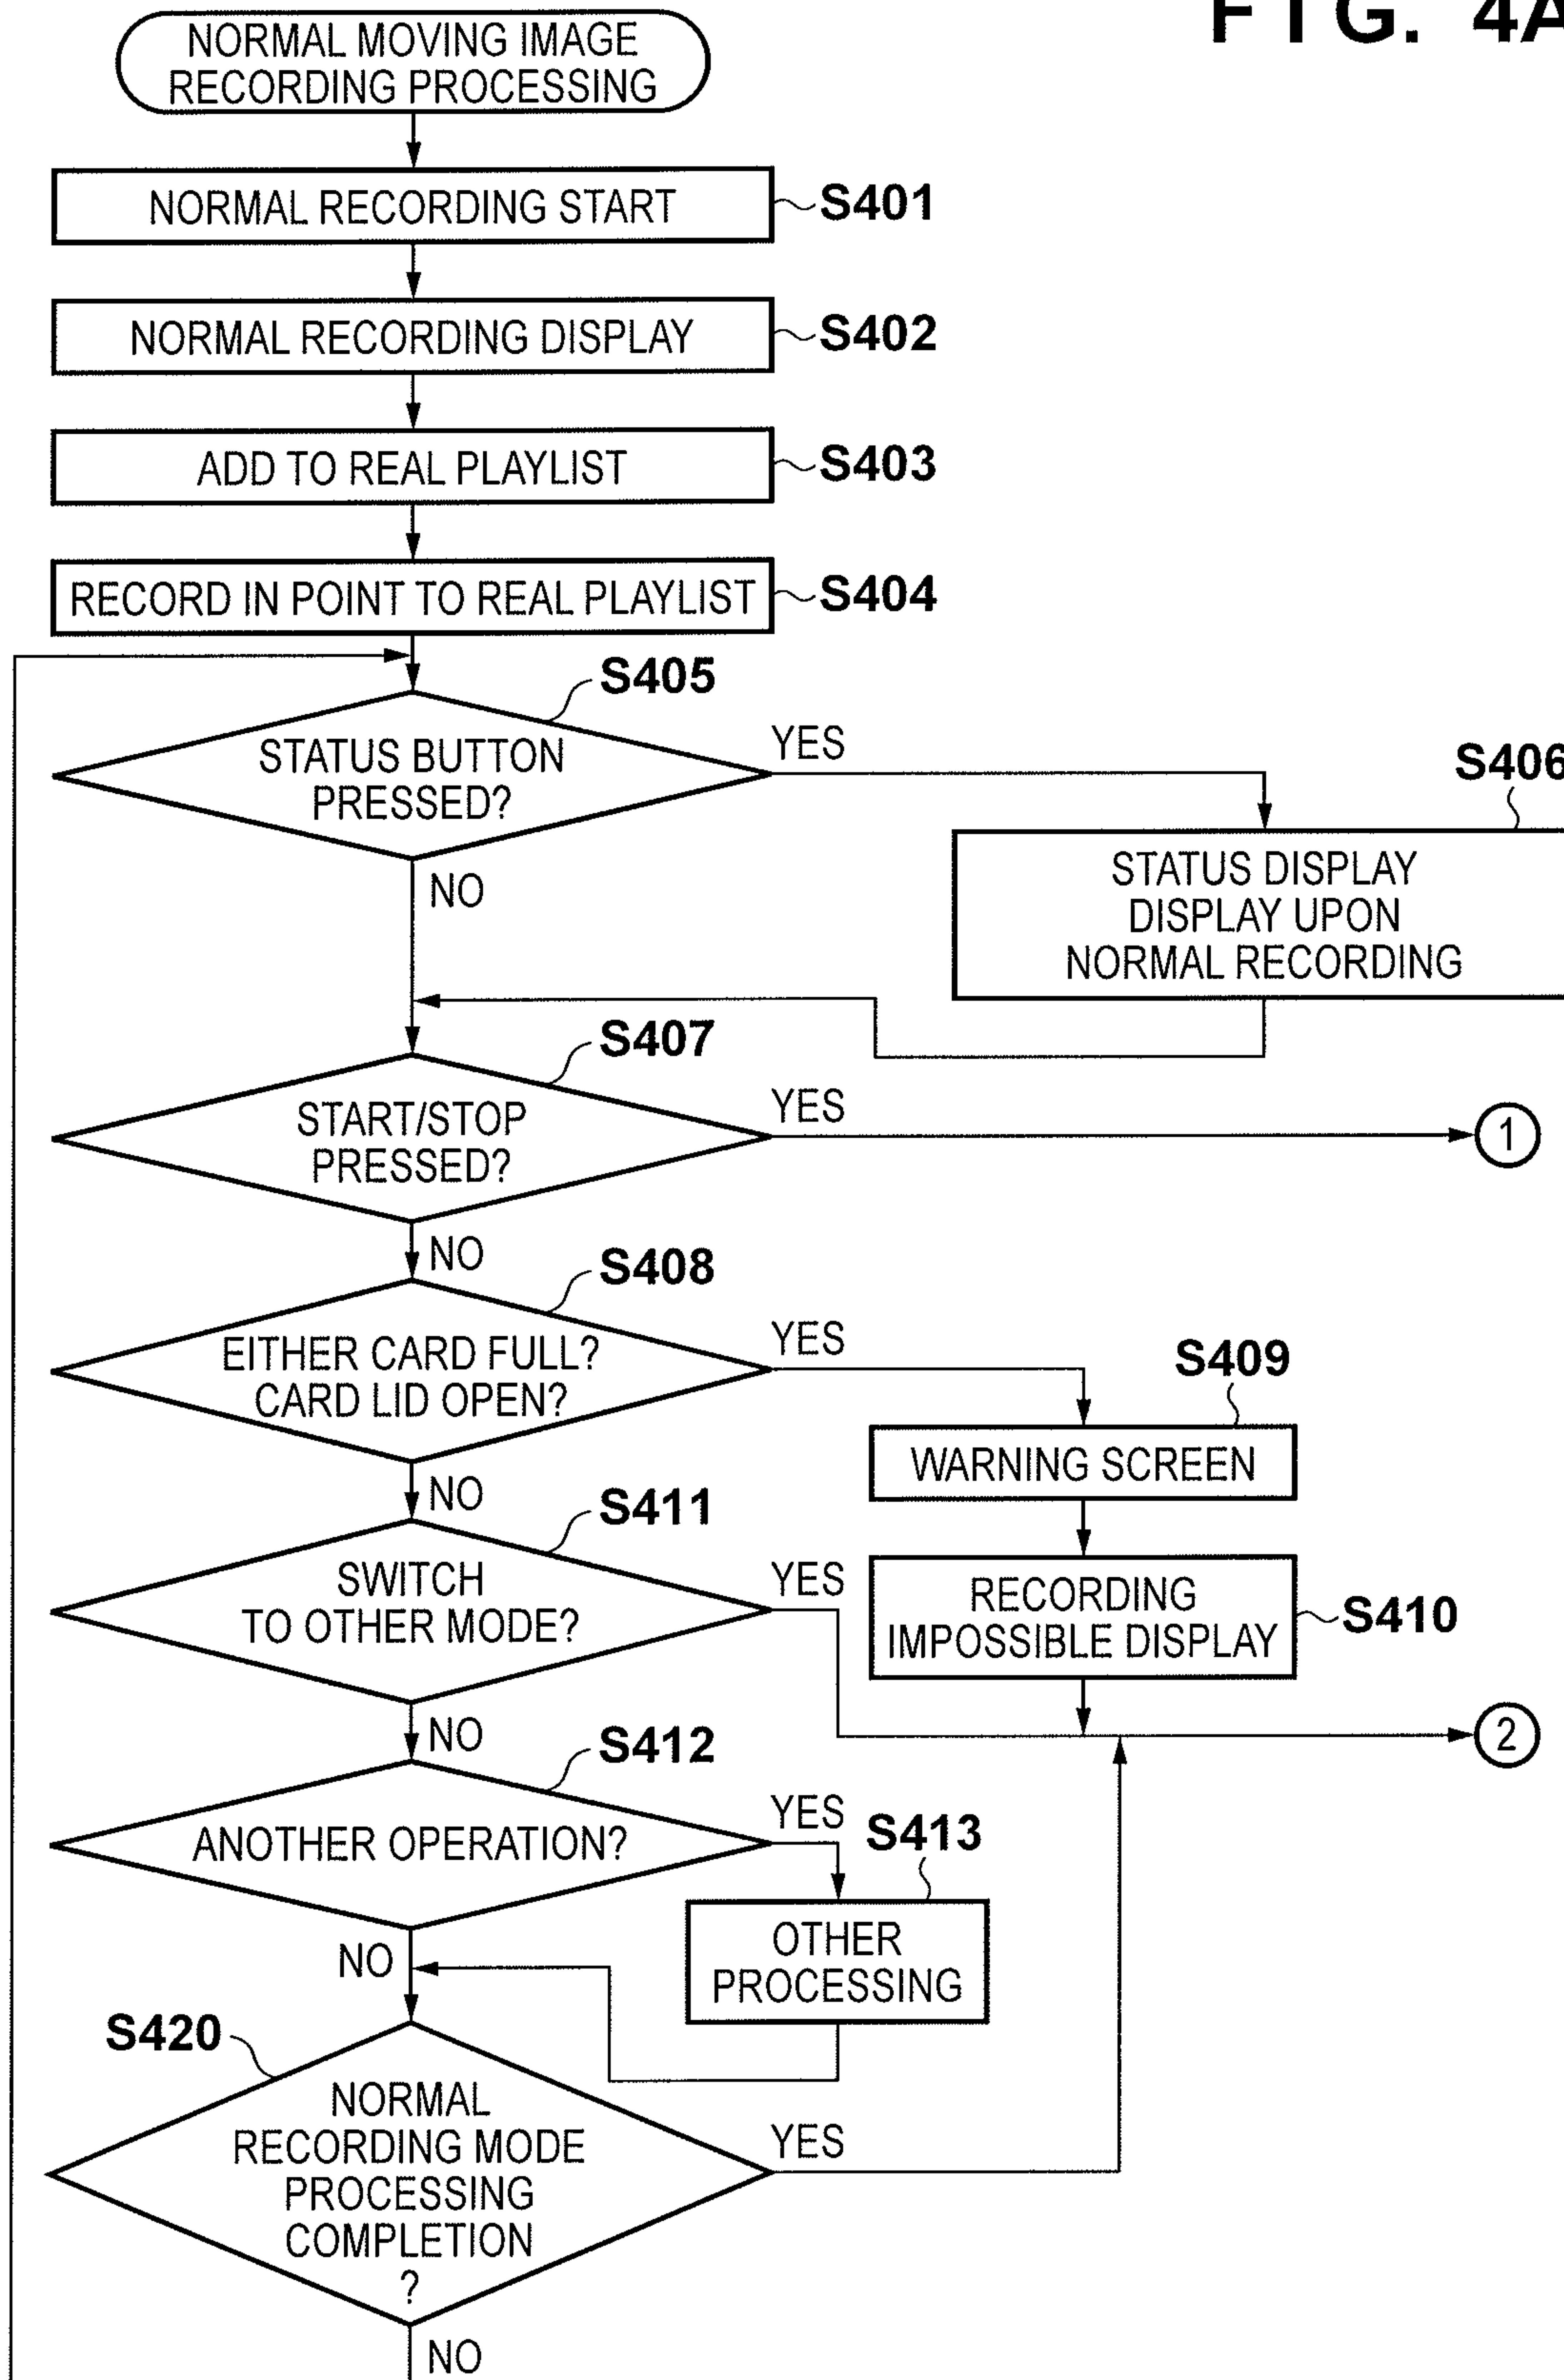 FIG. 4A
NORMAL MOVING IMAGE
RECORDING PROCESSING
NORMAL RECORDING START
S401
NORMAL RECORDING DISPLAY
S402
ADD TO REAL PLAYLIST
S403
RECORD IN POINT TO REAL PLAYLIST
S404
S405
STATUS BUTTON
PRESSED?
YES
NO
S406
STATUS DISPLAY
DISPLAY UPON
NORMAL RECORDING
S407
START/STOP
PRESSED?
YES
1
NO
S408
EITHER CARD FULL?
CARD LID OPEN?
YES
NO
S409
WARNING SCREEN
RECORDING
IMPOSSIBLE DISPLAY
S410
S411
SWITCH
TO OTHER MODE?
YES
NO
2
S412
ANOTHER OPERATION?
YES
NO
S413
OTHER
PROCESSING
S420
NORMAL
RECORDING MODE
PROCESSING
COMPLETION
?
YES
NO